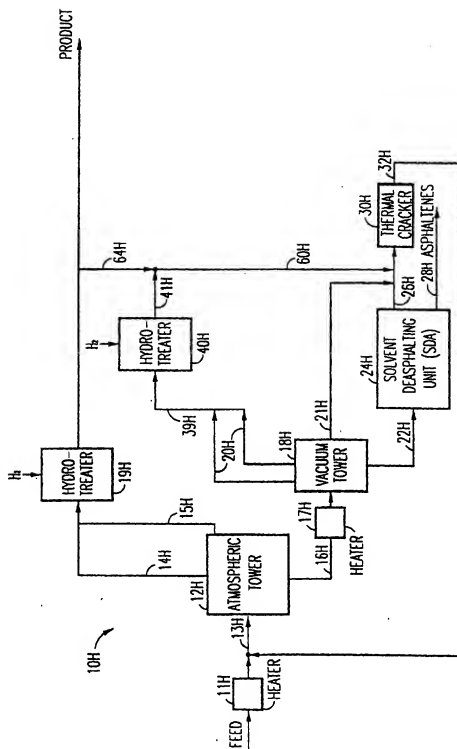 10H
FEED
HEATER
11H
13H
12H
ATMOSPHERIC
TOWER
14H
15H
H₂
HYDRO-
TREATER
19H
16H
17H
HEATER
18H
VACUUM
TOWER
20H
39H
H₂
HYDRO-
TREATER
40H
41H
64H
60H
21H
22H
24H
SOLVENT
DEASPHALTING
UNIT (SDA)
26H
28H ASPHALTENES
30H
THERMAL
CRACKER
32H
PRODUCT